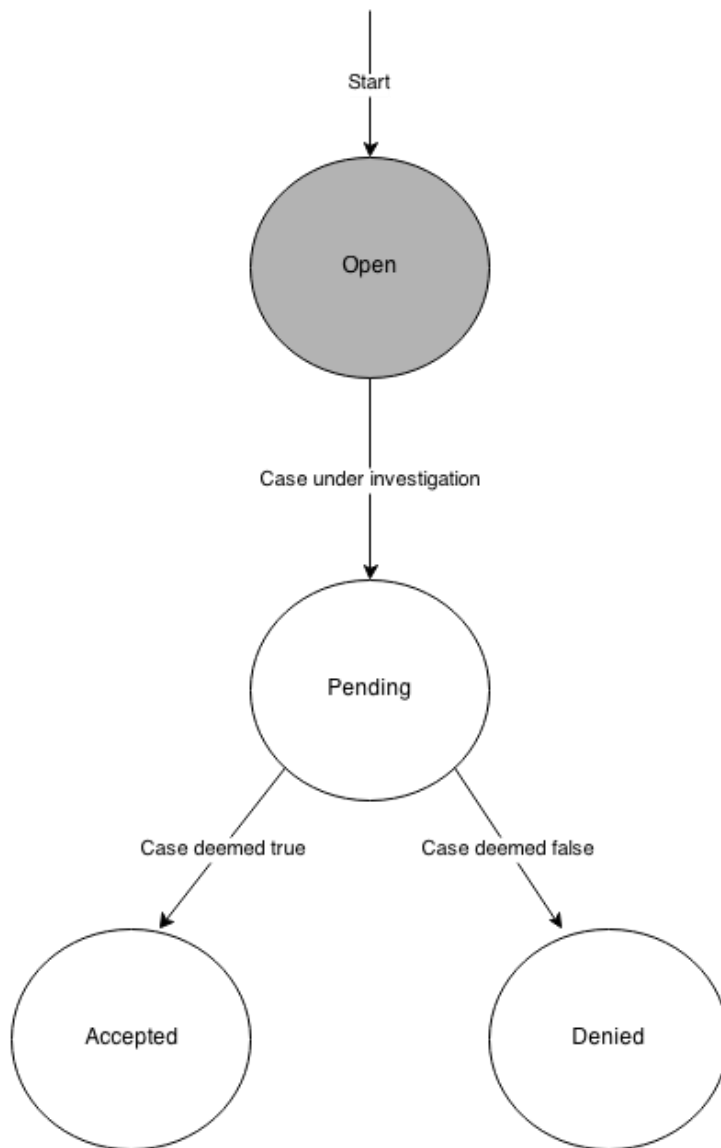 Start
Open
Case under investigation
Pending
Case deemed true
Case deemed false
Accepted
Denied